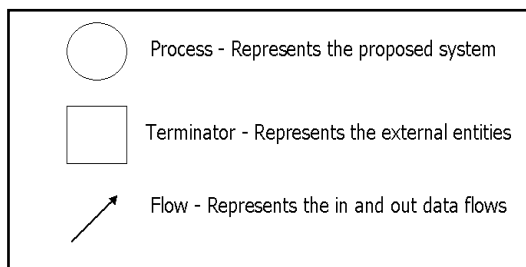 Process - Represents the proposed system
Terminator - Represents the external entities
Flow - Represents the in and out data flows